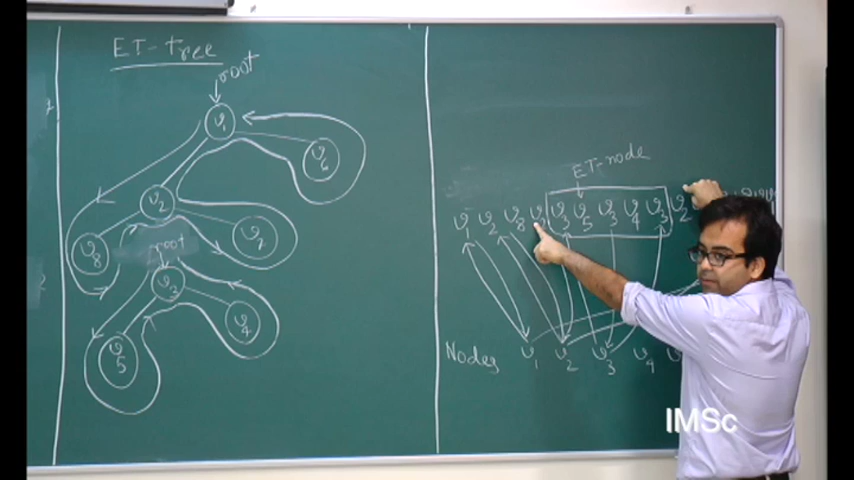 ET-tree
root
v1
v6
v2
v8
v7
root
v3
v4
v5
ET-node
v1 v2 v8 v2 v3 v5 v3 v4 v3 v2
Nodes v1 v2 v3 v4
IMSc